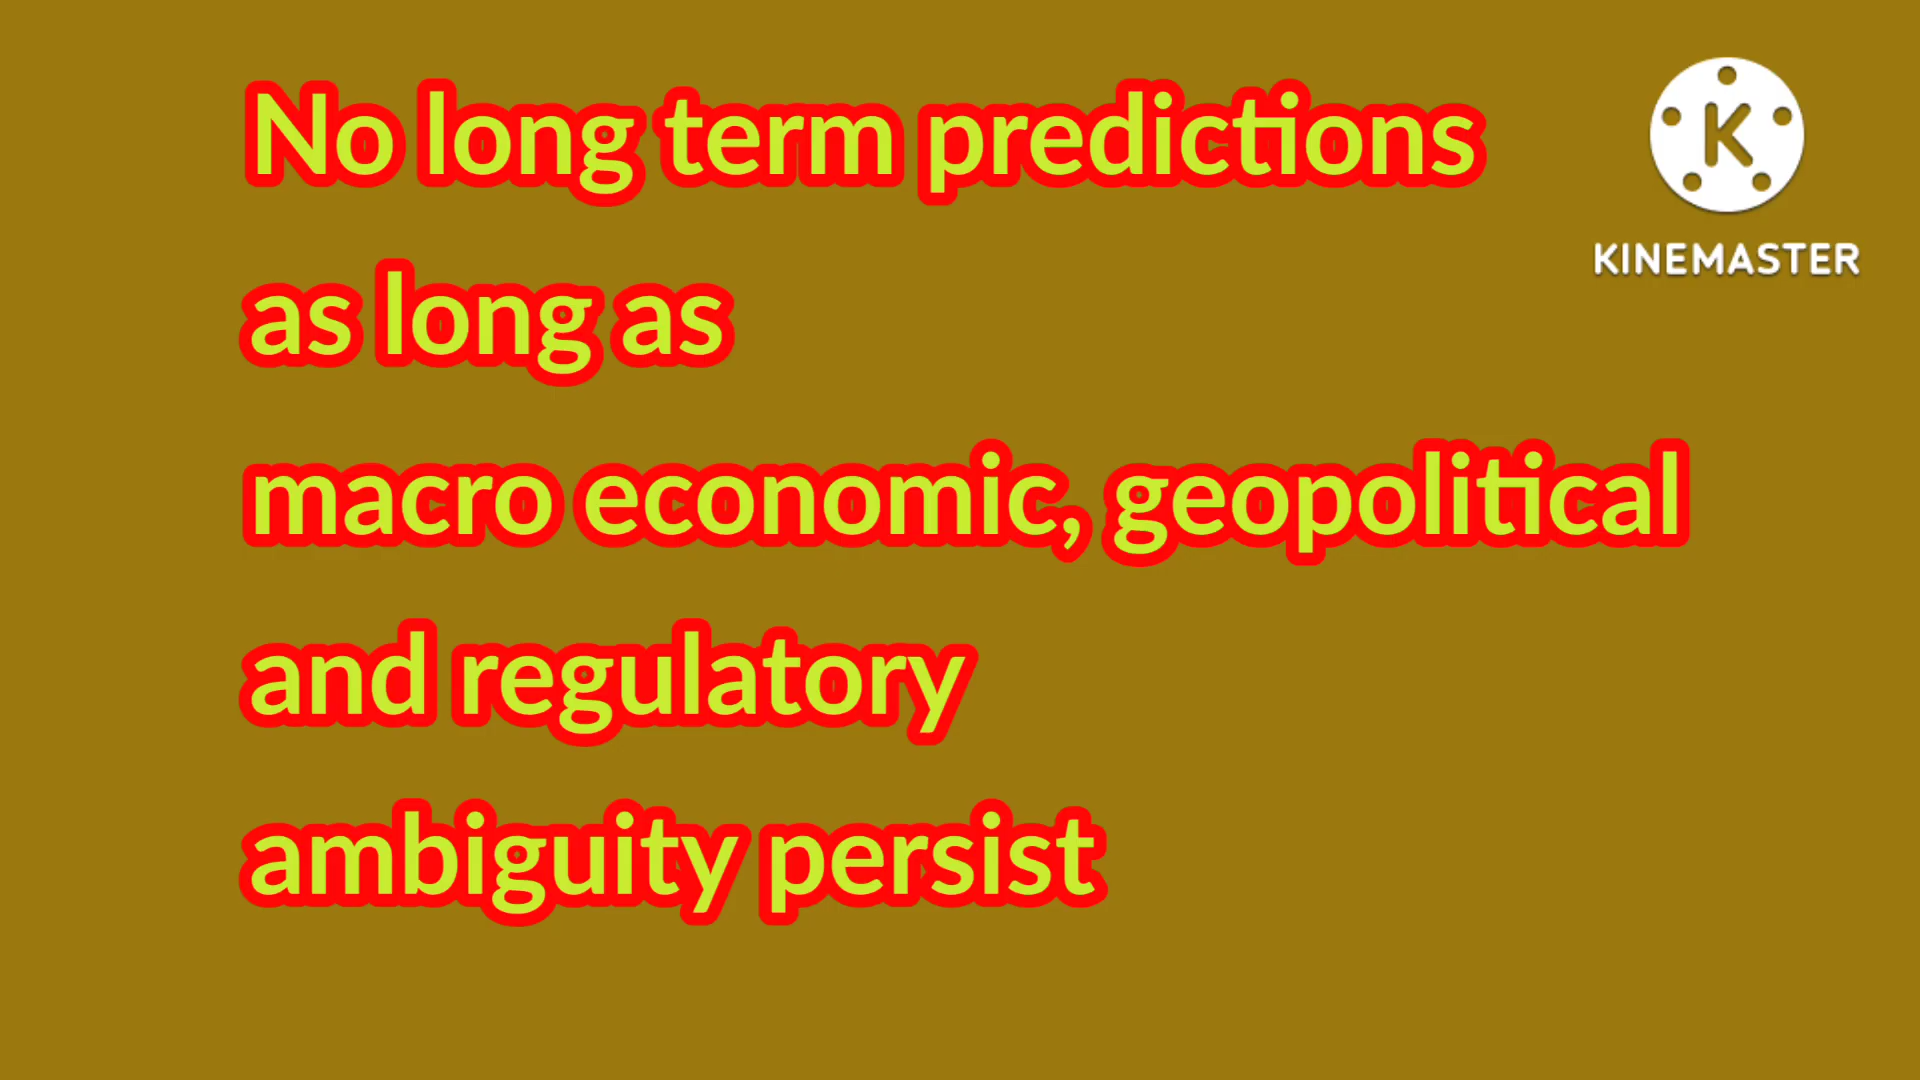 No long term predictions
as long as
macro economic, geopolitical
and regulatory
ambiguity persist
K
KINEMASTER